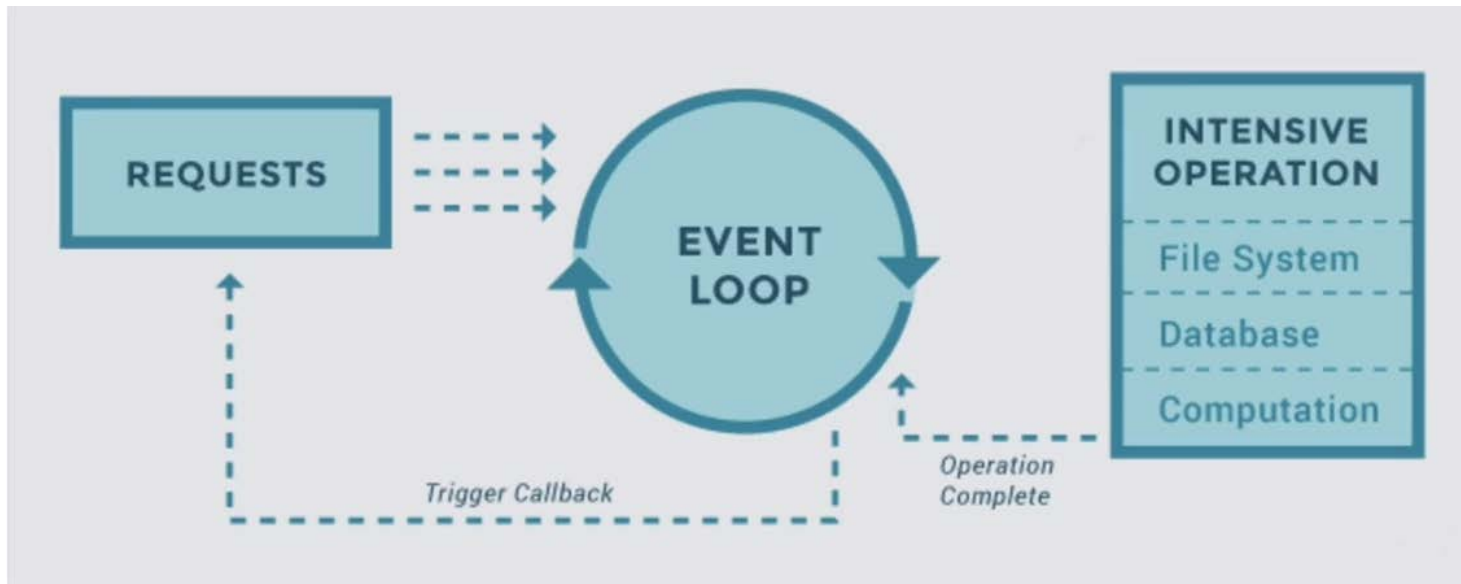 REQUESTS
EVENT
LOOP
INTENSIVE
OPERATION
File System
Database
Computation
Operation
Complete
Trigger Callback